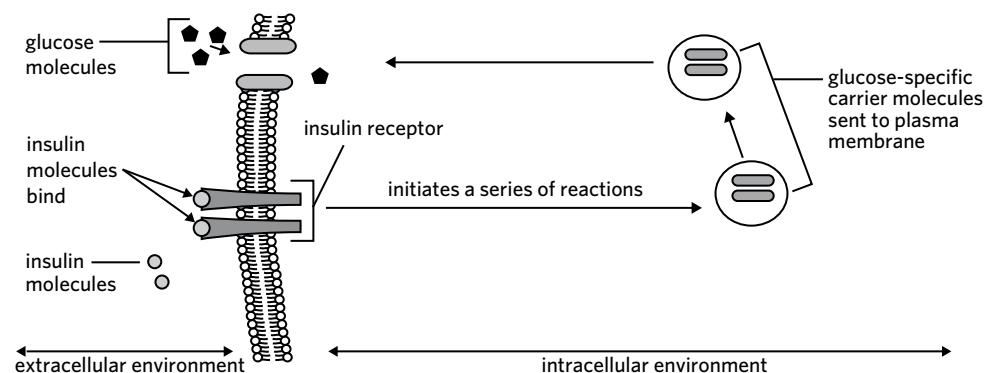 glucose
molecules
glucose-specific
carrier molecules
sent to plasma
membrane
insulin receptor
insulin
molecules
bind
initiates a series of reactions
insulin
molecules
extracellular environment
intracellular environment